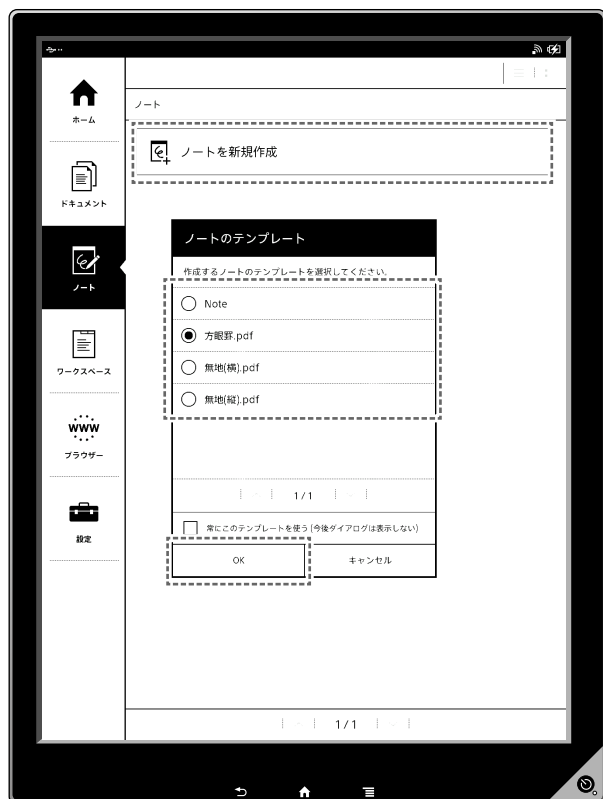 ホーム
ドキュメント
ノート
ワークスペース
www
ブラウザー
設定
ノート
ノートを新規作成
ノートのテンプレート
作成するノートのテンプレートを選択してください。
Note
方眼罫.pdf
無地(横).pdf
無地(縦).pdf
1/1
常にこのテンプレートを使う(今後ダイアログは表示しない)
OK
キャンセル
1/1